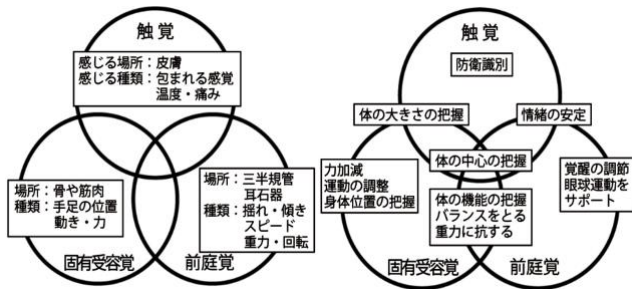 触覚
感じる場所：皮膚
感じる種類：包まれる感覚
温度・痛み
場所：骨や筋肉
種類：手足の位置
動き・力
場所：三半規管
耳石器
種類：揺れ・傾き
スピード
重力・回転
固有受容覚
前庭覚
触覚
防衛識別
体の大きさの把握
情緒の安定
体の中心の把握
力加減
運動の調整
身体位置の把握
体の機能の把握
バランスをとる
重力に抗する
覚醒の調節
眼球運動を
サポート
固有受容覚
前庭覚